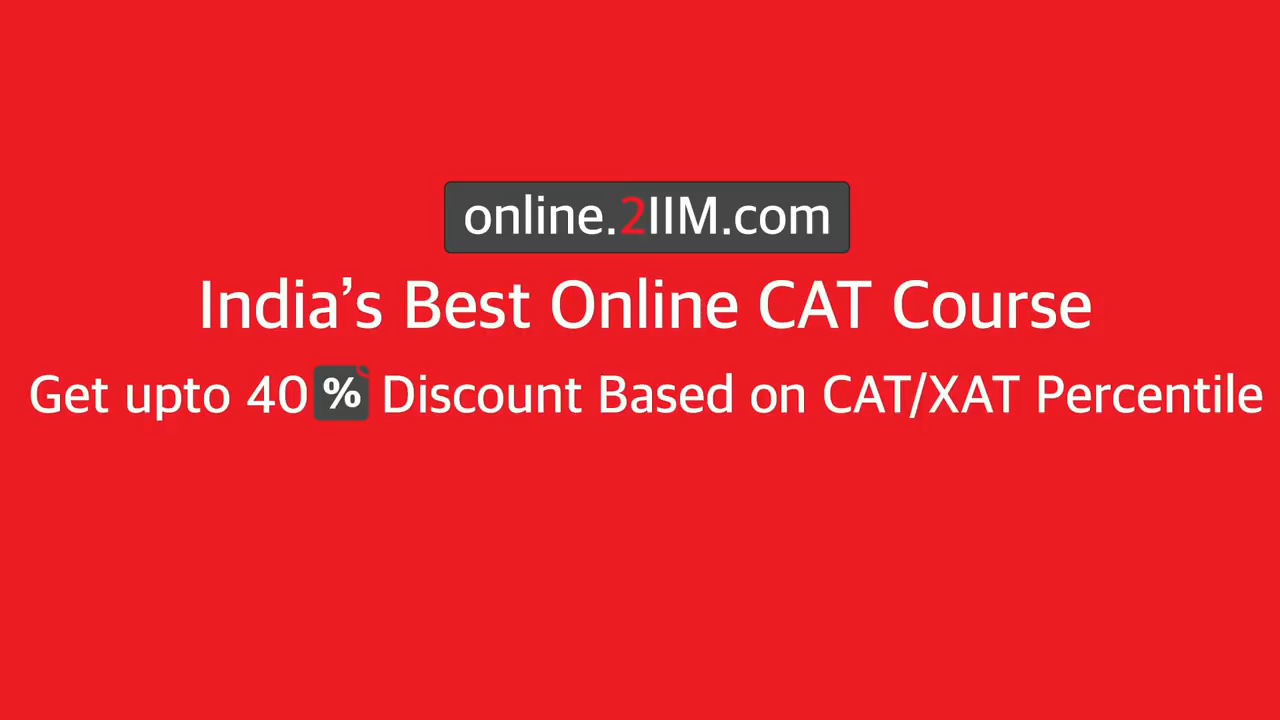 online.2IIM.com
India’s Best Online CAT Course
Get upto 40% Discount Based on CAT/XAT Percentile